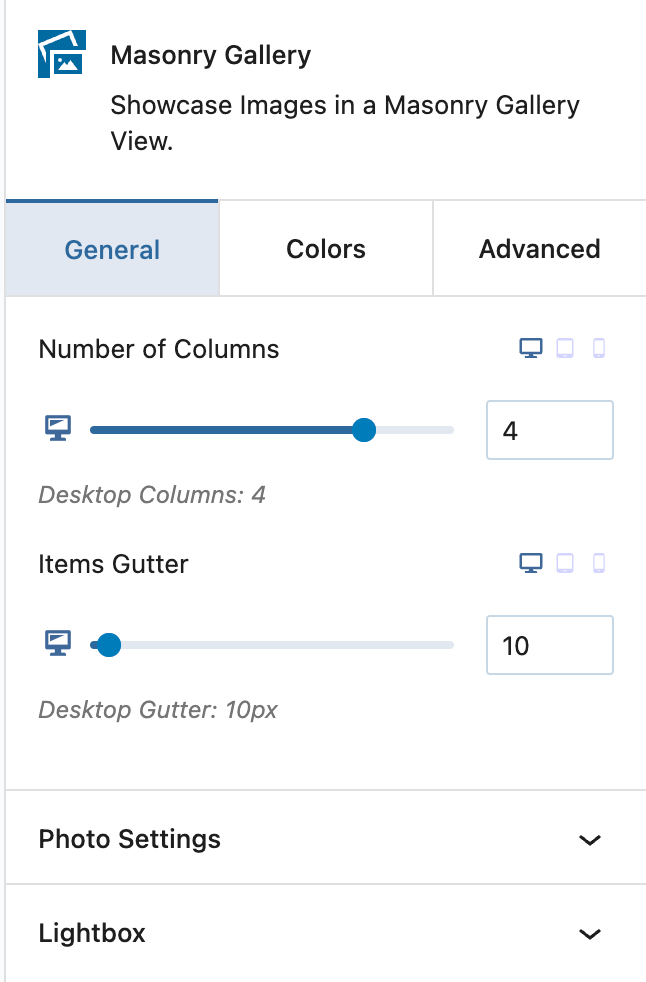 Masonry Gallery
Showcase Images in a Masonry Gallery
View.
General
Colors
Advanced
Number of Columns
4
Desktop Columns: 4
Items Gutter
10
Desktop Gutter: 10px
Photo Settings
Lightbox